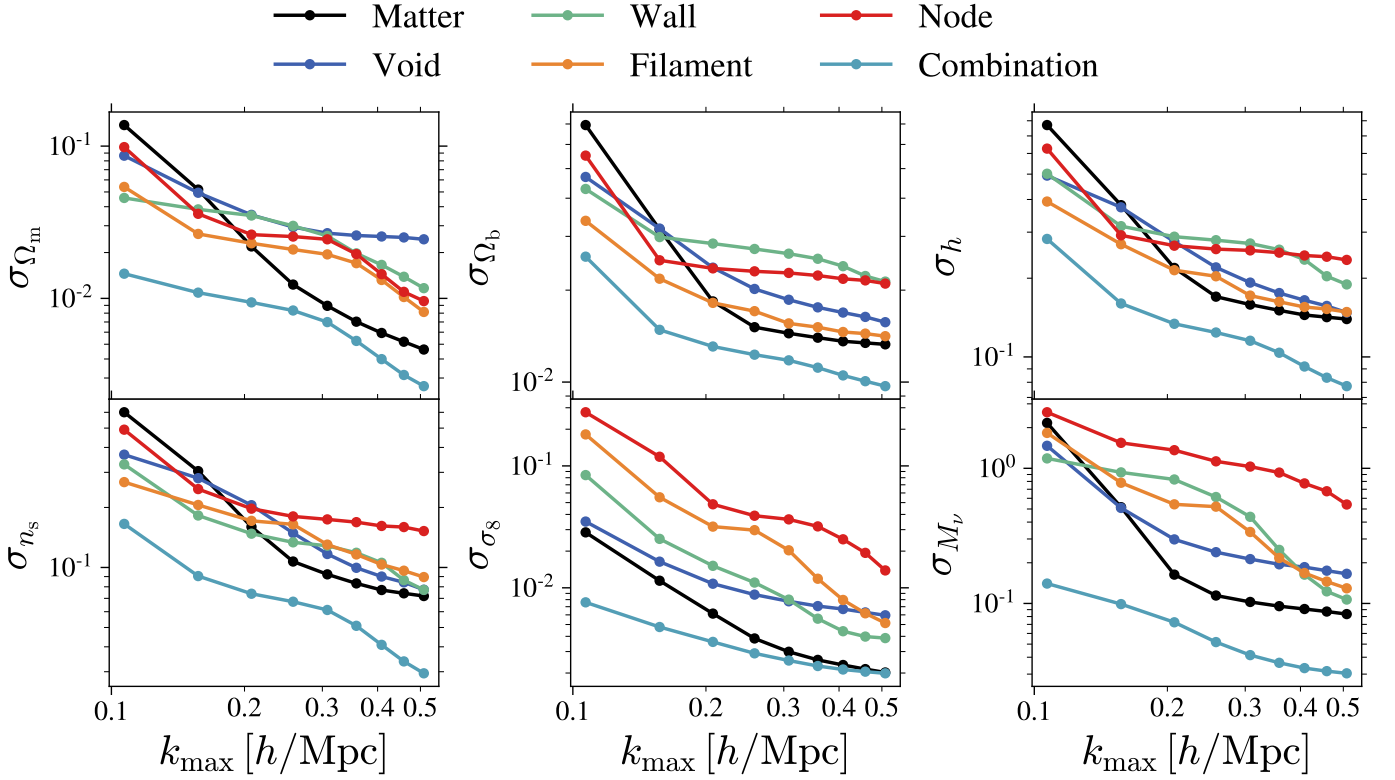 Matter Wall Node
Void Filament Combination
10⁻¹
10⁻²
σ_Ωm
10⁻²
σ_Ωb
10⁻¹
σ_h
10⁻¹
σ_ns
10⁻¹
10⁻²
σ_σ8
10⁰
10⁻¹
σ_Mν
0.1 0.2 0.3 0.4 0.5
0.1 0.2 0.3 0.4 0.5
0.1 0.2 0.3 0.4 0.5
k_max [h/Mpc]
k_max [h/Mpc]
k_max [h/Mpc]